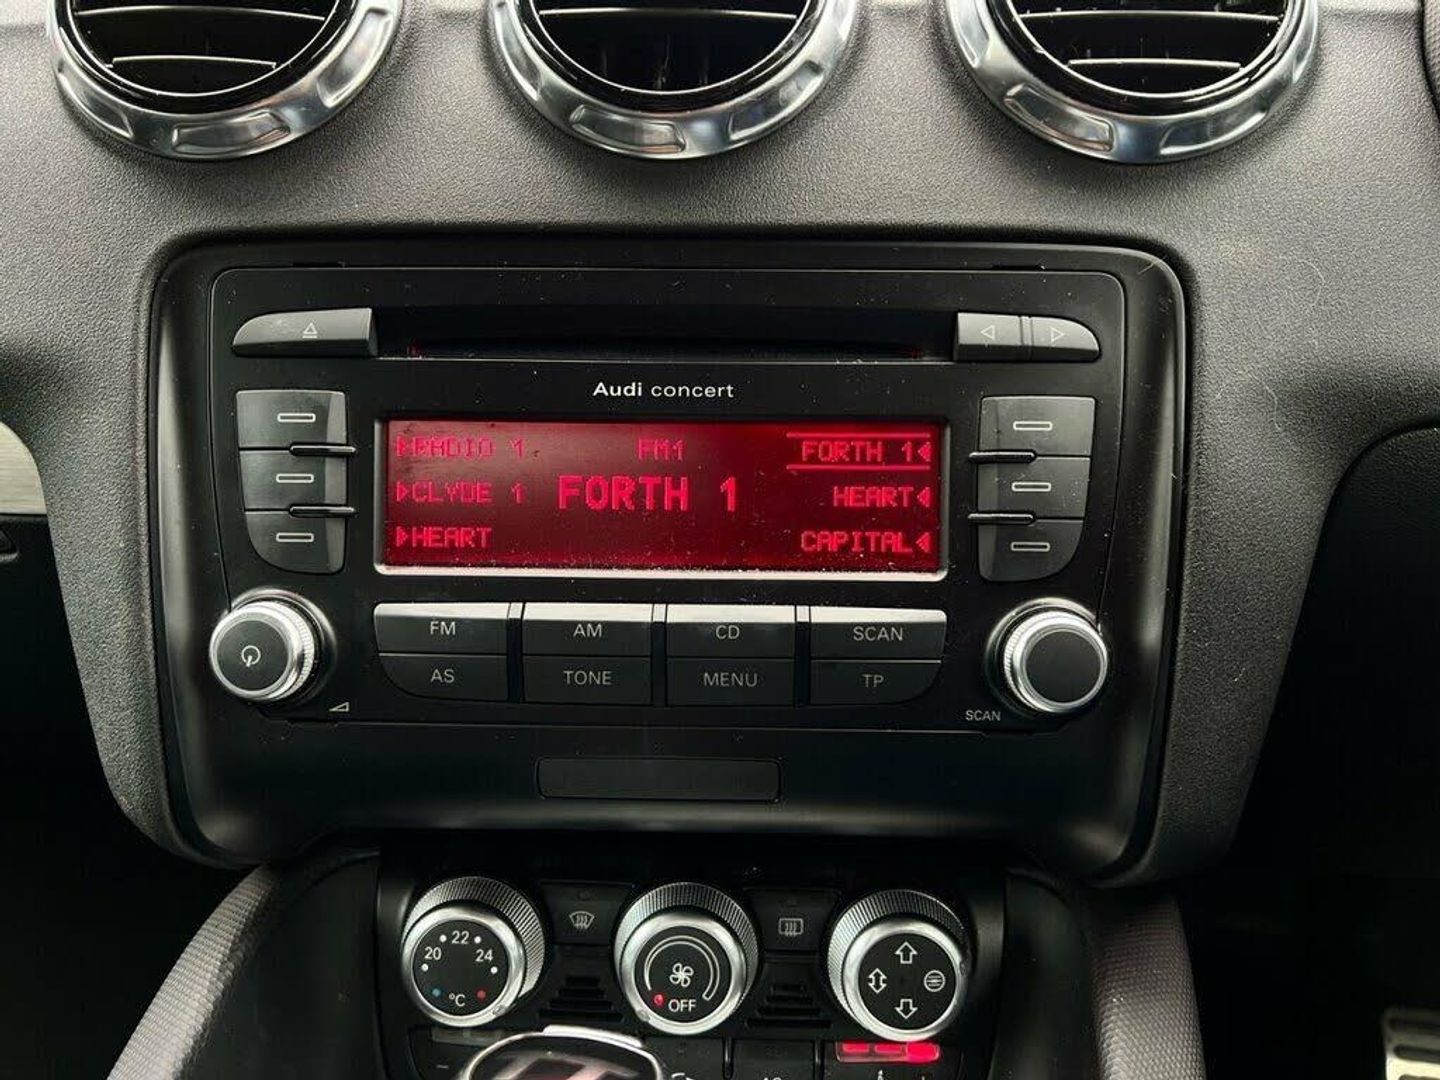 Audi concert
RADIO 1 FM1 FORTH 1
CLYDE 1 FORTH 1 HEART
HEART CAPITAL
FM AM CD SCAN
AS TONE MENU TP
SCAN
20 22 24
°C
OFF